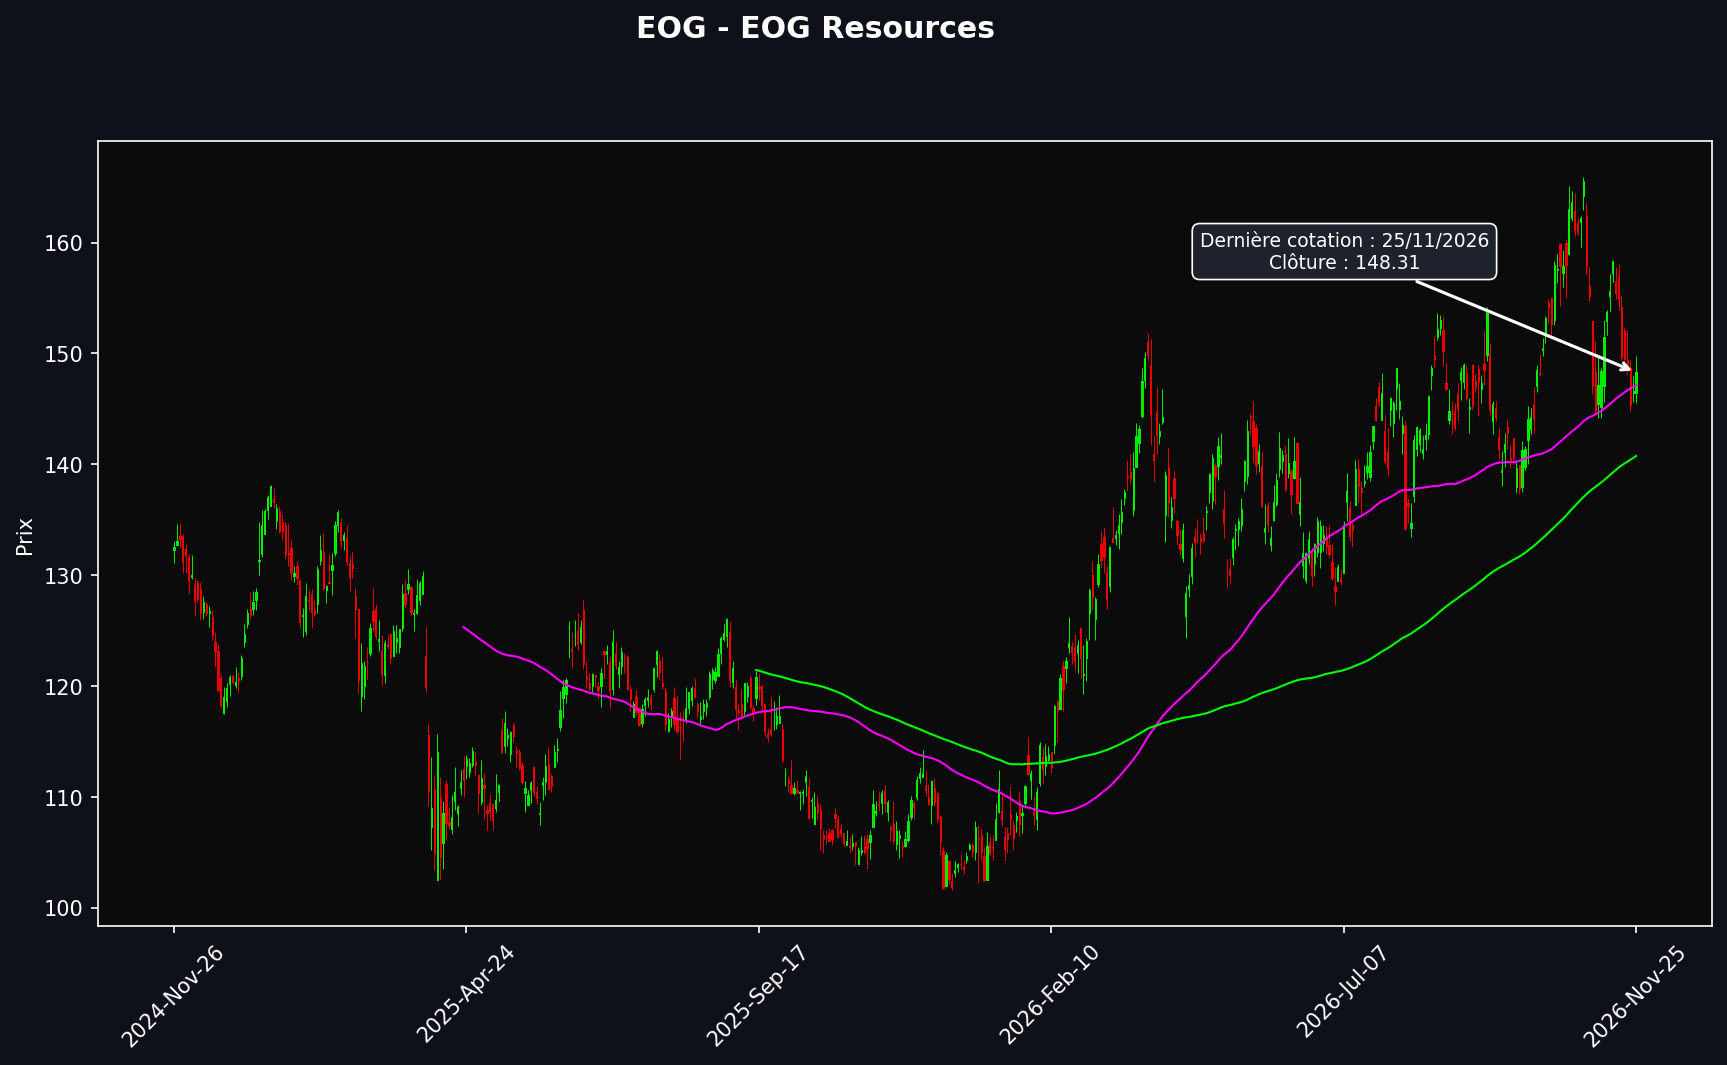 EOG - EOG Resources
Dernière cotation : 25/11/2026
Clôture : 148.31
Prix
160
150
140
130
120
110
100
2024-Nov-26
2025-Apr-24
2025-Sep-17
2026-Feb-10
2026-Jul-07
2026-Nov-25